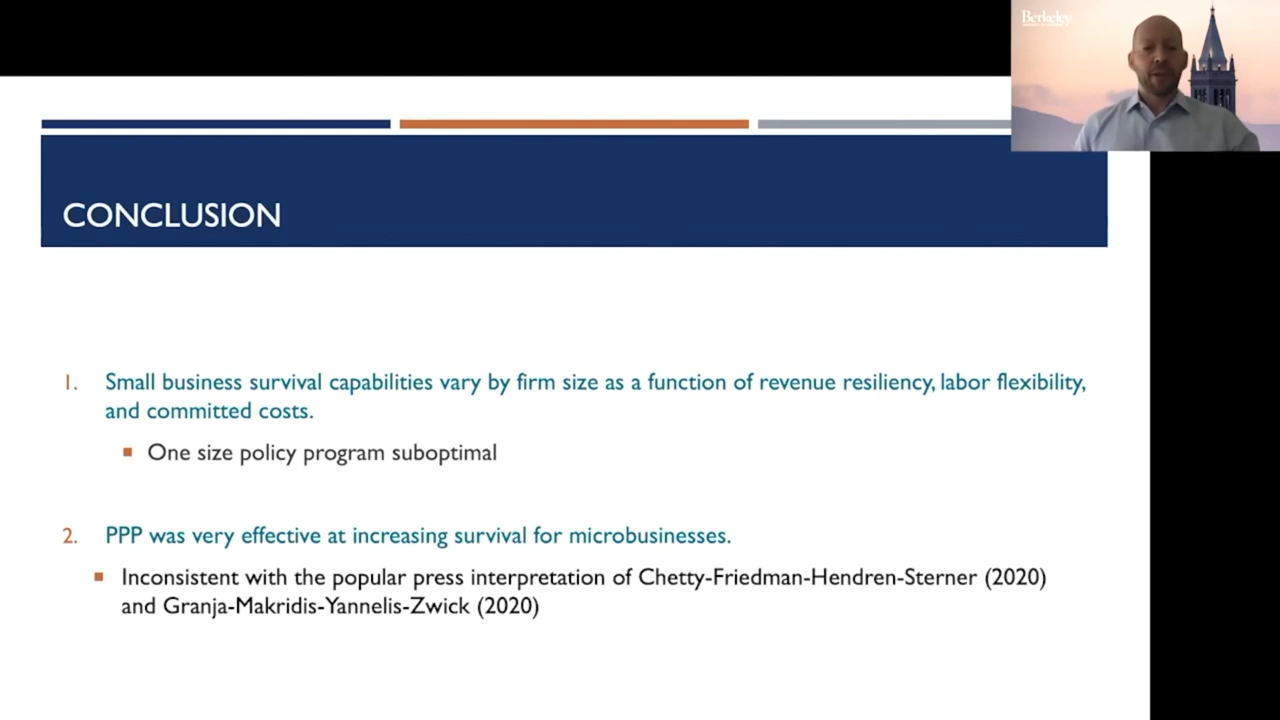 Berkeley
CONCLUSION
1. Small business survival capabilities vary by firm size as a function of revenue resiliency, labor flexibility,
and committed costs.
■ One size policy program suboptimal
2. PPP was very effective at increasing survival for microbusinesses.
■ Inconsistent with the popular press interpretation of Chetty-Friedman-Hendren-Sterner (2020)
and Granja-Makridis-Yannelis-Zwick (2020)